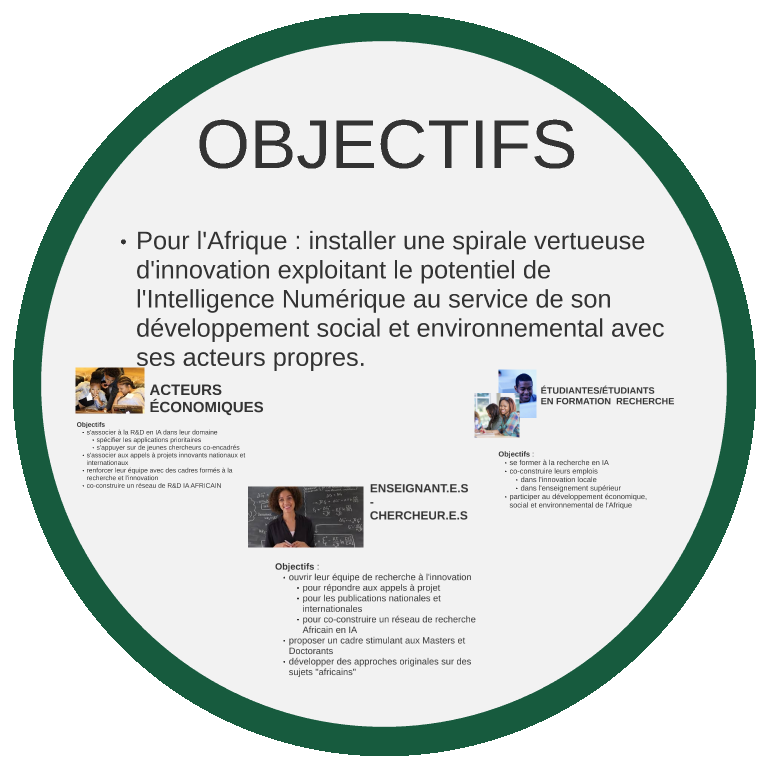 OBJECTIFS
• Pour l'Afrique : installer une spirale vertueuse
d'innovation exploitant le potentiel de
l'Intelligence Numérique au service de son
développement social et environnemental avec
ses acteurs propres.
ACTEURS
ÉCONOMIQUES
Objectifs
• s'associer à la R&D en IA dans leur domaine
• spécifier les applications prioritaires
• s'appuyer sur de jeunes chercheurs co-encadrés
• s'associer aux appels à projets innovants nationaux et
internationaux
• renforcer leur équipe avec des cadres formés à la
recherche et l'innovation
• co-construire un réseau de R&D IA AFRICAIN
ÉTUDIANTES/ÉTUDIANTS
EN FORMATION RECHERCHE
Objectifs :
• se former à la recherche en IA
• co-construire leurs emplois
• dans l'innovation locale
• dans l'enseignement supérieur
• participer au développement économique,
social et environnemental de l'Afrique
ENSEIGNANT.E.S
-
CHERCHEUR.E.S
Objectifs :
• ouvrir leur équipe de recherche à l'innovation
• pour répondre aux appels à projet
• pour les publications nationales et
internationales
• pour co-construire un réseau de recherche
Africain en IA
• proposer un cadre stimulant aux Masters et
Doctorants
• développer des approches originales sur des
sujets "africains"